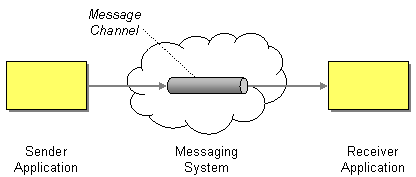 Message
Channel
Sender
Application
Messaging
System
Receiver
Application